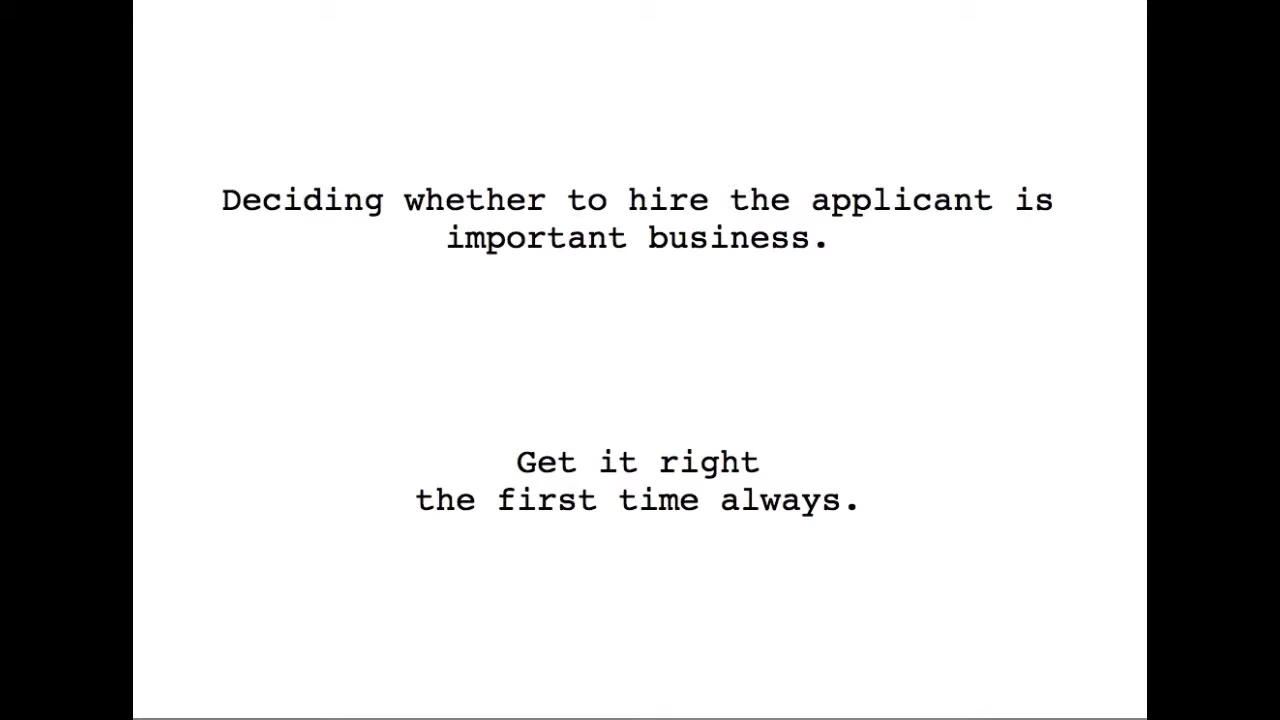 Deciding whether to hire the applicant is
important business.
Get it right
the first time always.